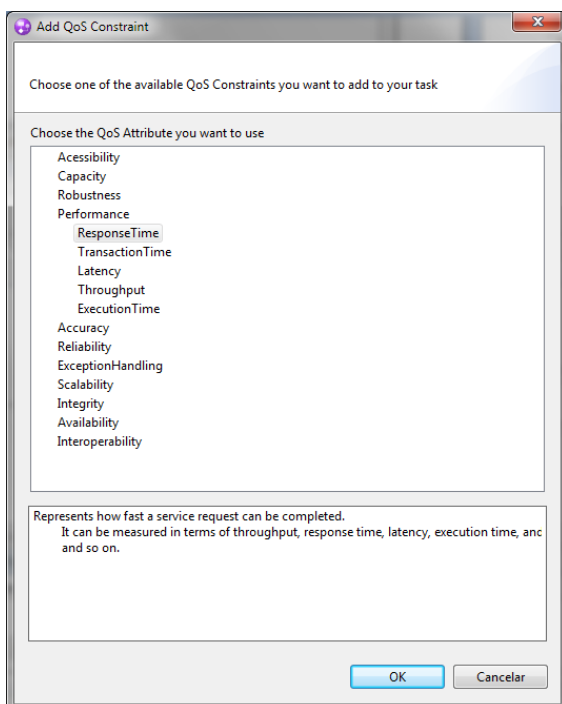 Add QoS Constraint
Choose one of the available QoS Constraints you want to add to your task
Choose the QoS Attribute you want to use
Acessibility
Capacity
Robustness
Performance
ResponseTime
TransactionTime
Latency
Throughput
ExecutionTime
Accuracy
Reliability
ExceptionHandling
Scalability
Integrity
Availability
Interoperability
Represents how fast a service request can be completed.
It can be measured in terms of throughput, response time, latency, execution time, anc
and so on.
OK
Cancelar